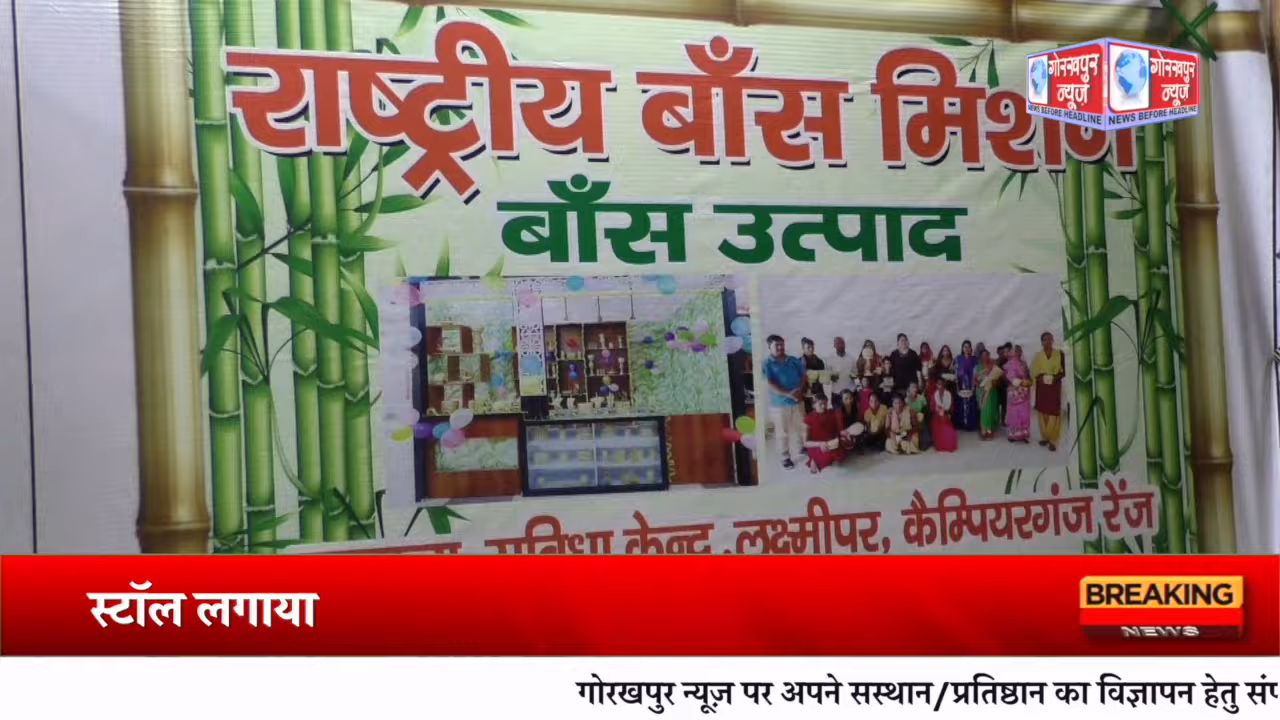 राष्ट्रीय बाँस मिशन
बाँस उत्पाद
सुविधा केन्द्र ,लक्ष्मीपुर, कैम्पियरगंज रेंज
गोरखपुर न्यूज़
NEWS BEFORE HEADLINE
गोरखपुर न्यूज़
NEWS BEFORE HEADLINE
स्टॉल लगाया
BREAKING
NEWS
गोरखपुर न्यूज़ पर अपने सस्थान/प्रतिष्ठान का विज्ञापन हेतु